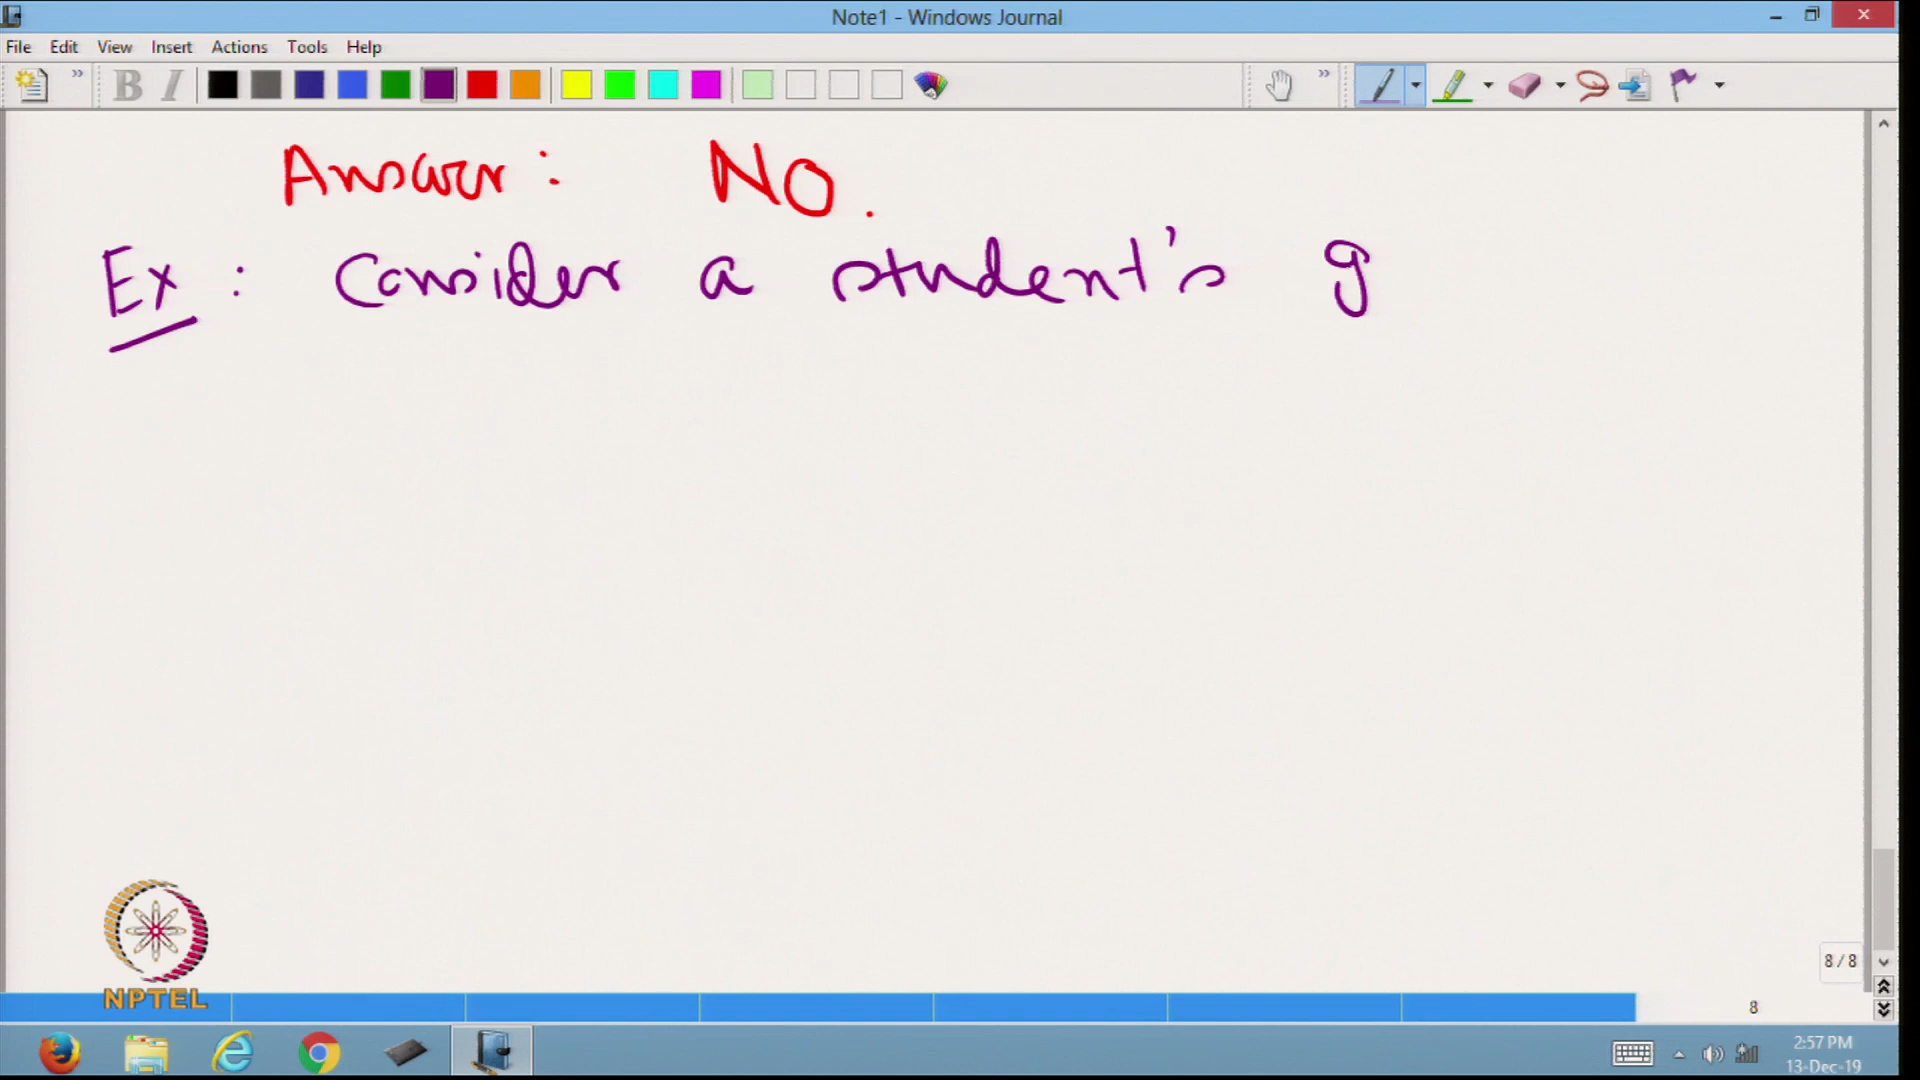 Note1 - Windows Journal
File Edit View Insert Actions Tools Help
B I
Answer: No.
Ex: Consider a student's g
NPTEL
8 / 8
8
2:57 PM
13-Dec-19